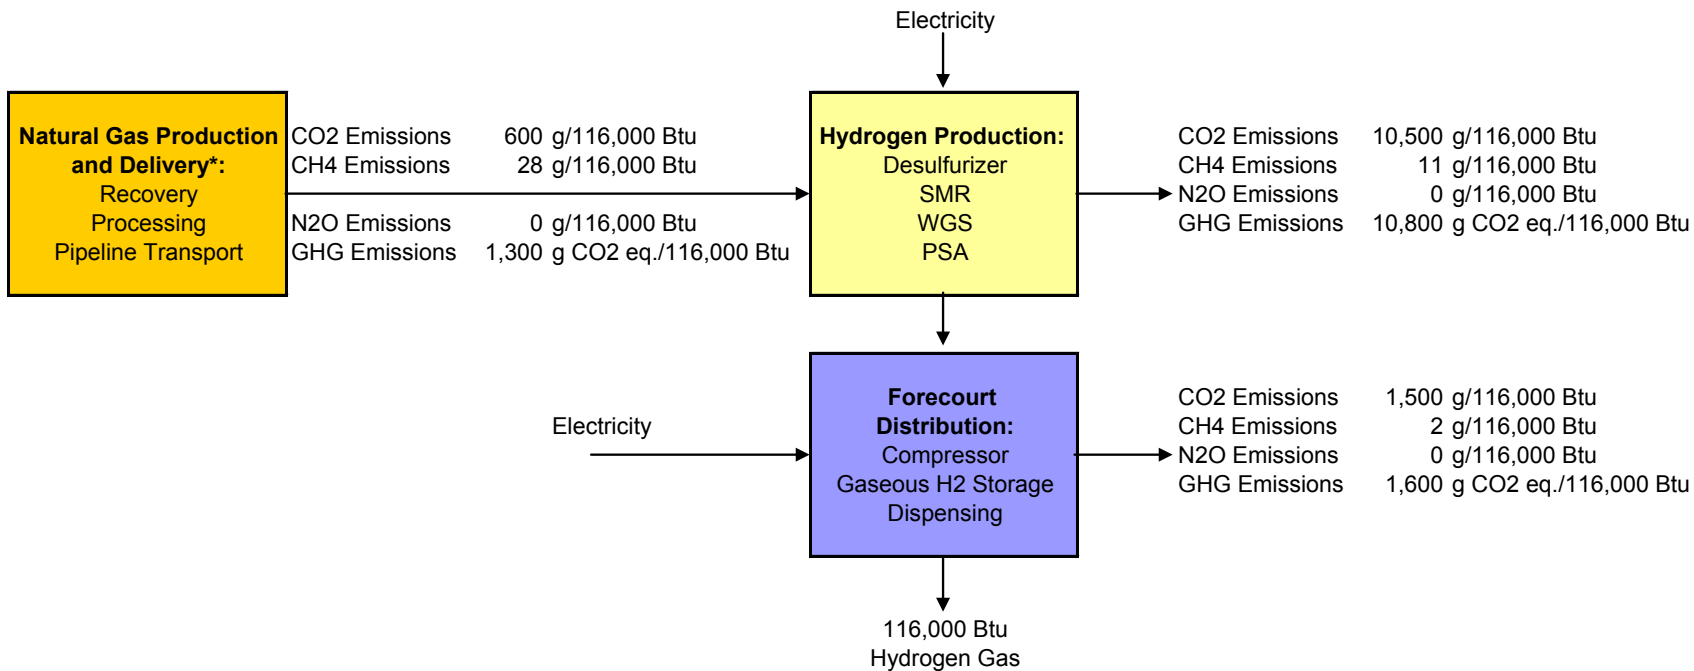 Electricity
Natural Gas Production
and Delivery*:
Recovery
Processing
Pipeline Transport
CO2 Emissions 600 g/116,000 Btu
CH4 Emissions 28 g/116,000 Btu
N2O Emissions 0 g/116,000 Btu
GHG Emissions 1,300 g CO2 eq./116,000 Btu
Hydrogen Production:
Desulfurizer
SMR
WGS
PSA
CO2 Emissions 10,500 g/116,000 Btu
CH4 Emissions 11 g/116,000 Btu
N2O Emissions 0 g/116,000 Btu
GHG Emissions 10,800 g CO2 eq./116,000 Btu
Electricity
Forecourt
Distribution:
Compressor
Gaseous H2 Storage
Dispensing
CO2 Emissions 1,500 g/116,000 Btu
CH4 Emissions 2 g/116,000 Btu
N2O Emissions 0 g/116,000 Btu
GHG Emissions 1,600 g CO2 eq./116,000 Btu
116,000 Btu
Hydrogen Gas